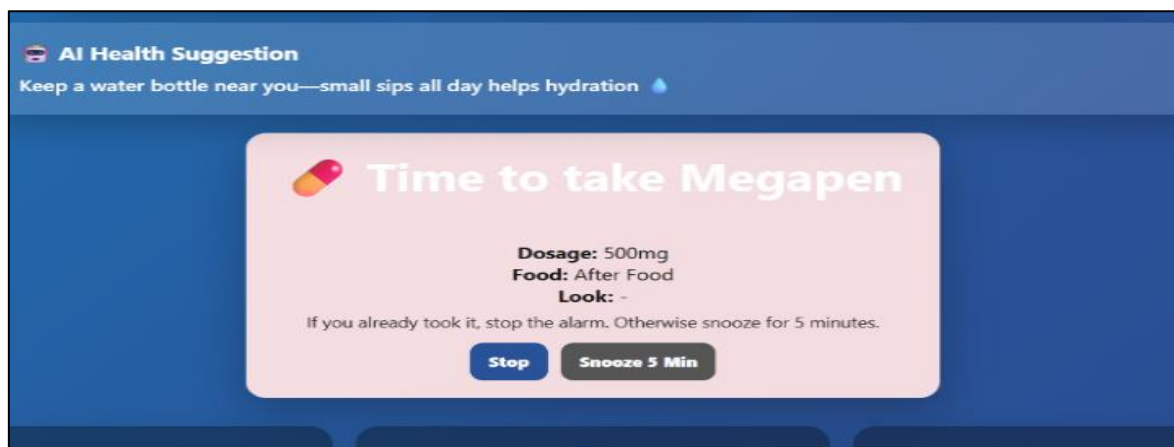 🤖 AI Health Suggestion
Keep a water bottle near you—small sips all day helps hydration 💧
💊 Time to take Megapen
Dosage: 500mg
Food: After Food
Look: -
If you already took it, stop the alarm. Otherwise snooze for 5 minutes.
Stop
Snooze 5 Min